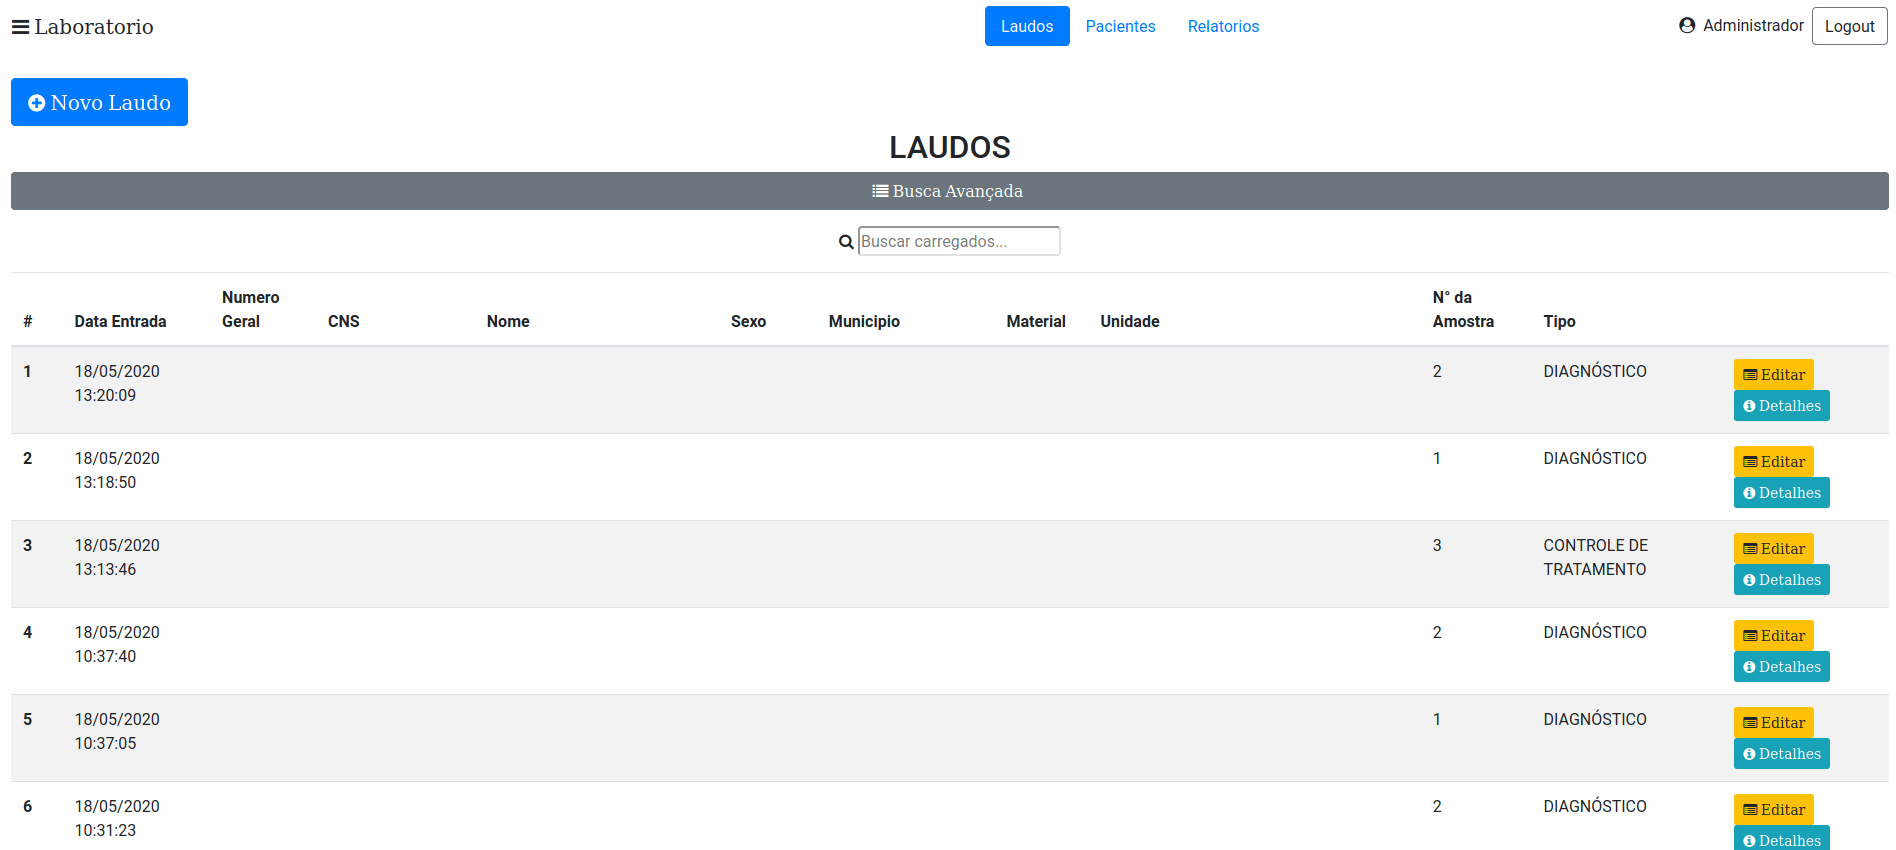 Laboratorio
Laudos Pacientes Relatorios
Administrador Logout
Novo Laudo
LAUDOS
Busca Avançada
Buscar carregados...
# Data Entrada Numero Geral CNS Nome Sexo Municipio Material Unidade N° da Amostra Tipo
1 18/05/2020 2 DIAGNÓSTICO Editar
13:20:09 Detalhes
2 18/05/2020 1 DIAGNÓSTICO Editar
13:18:50 Detalhes
3 18/05/2020 3 CONTROLE DE Editar
13:13:46 TRATAMENTO Detalhes
4 18/05/2020 2 DIAGNÓSTICO Editar
10:37:40 Detalhes
5 18/05/2020 1 DIAGNÓSTICO Editar
10:37:05 Detalhes
6 18/05/2020 2 DIAGNÓSTICO Editar
10:31:23 Detalhes